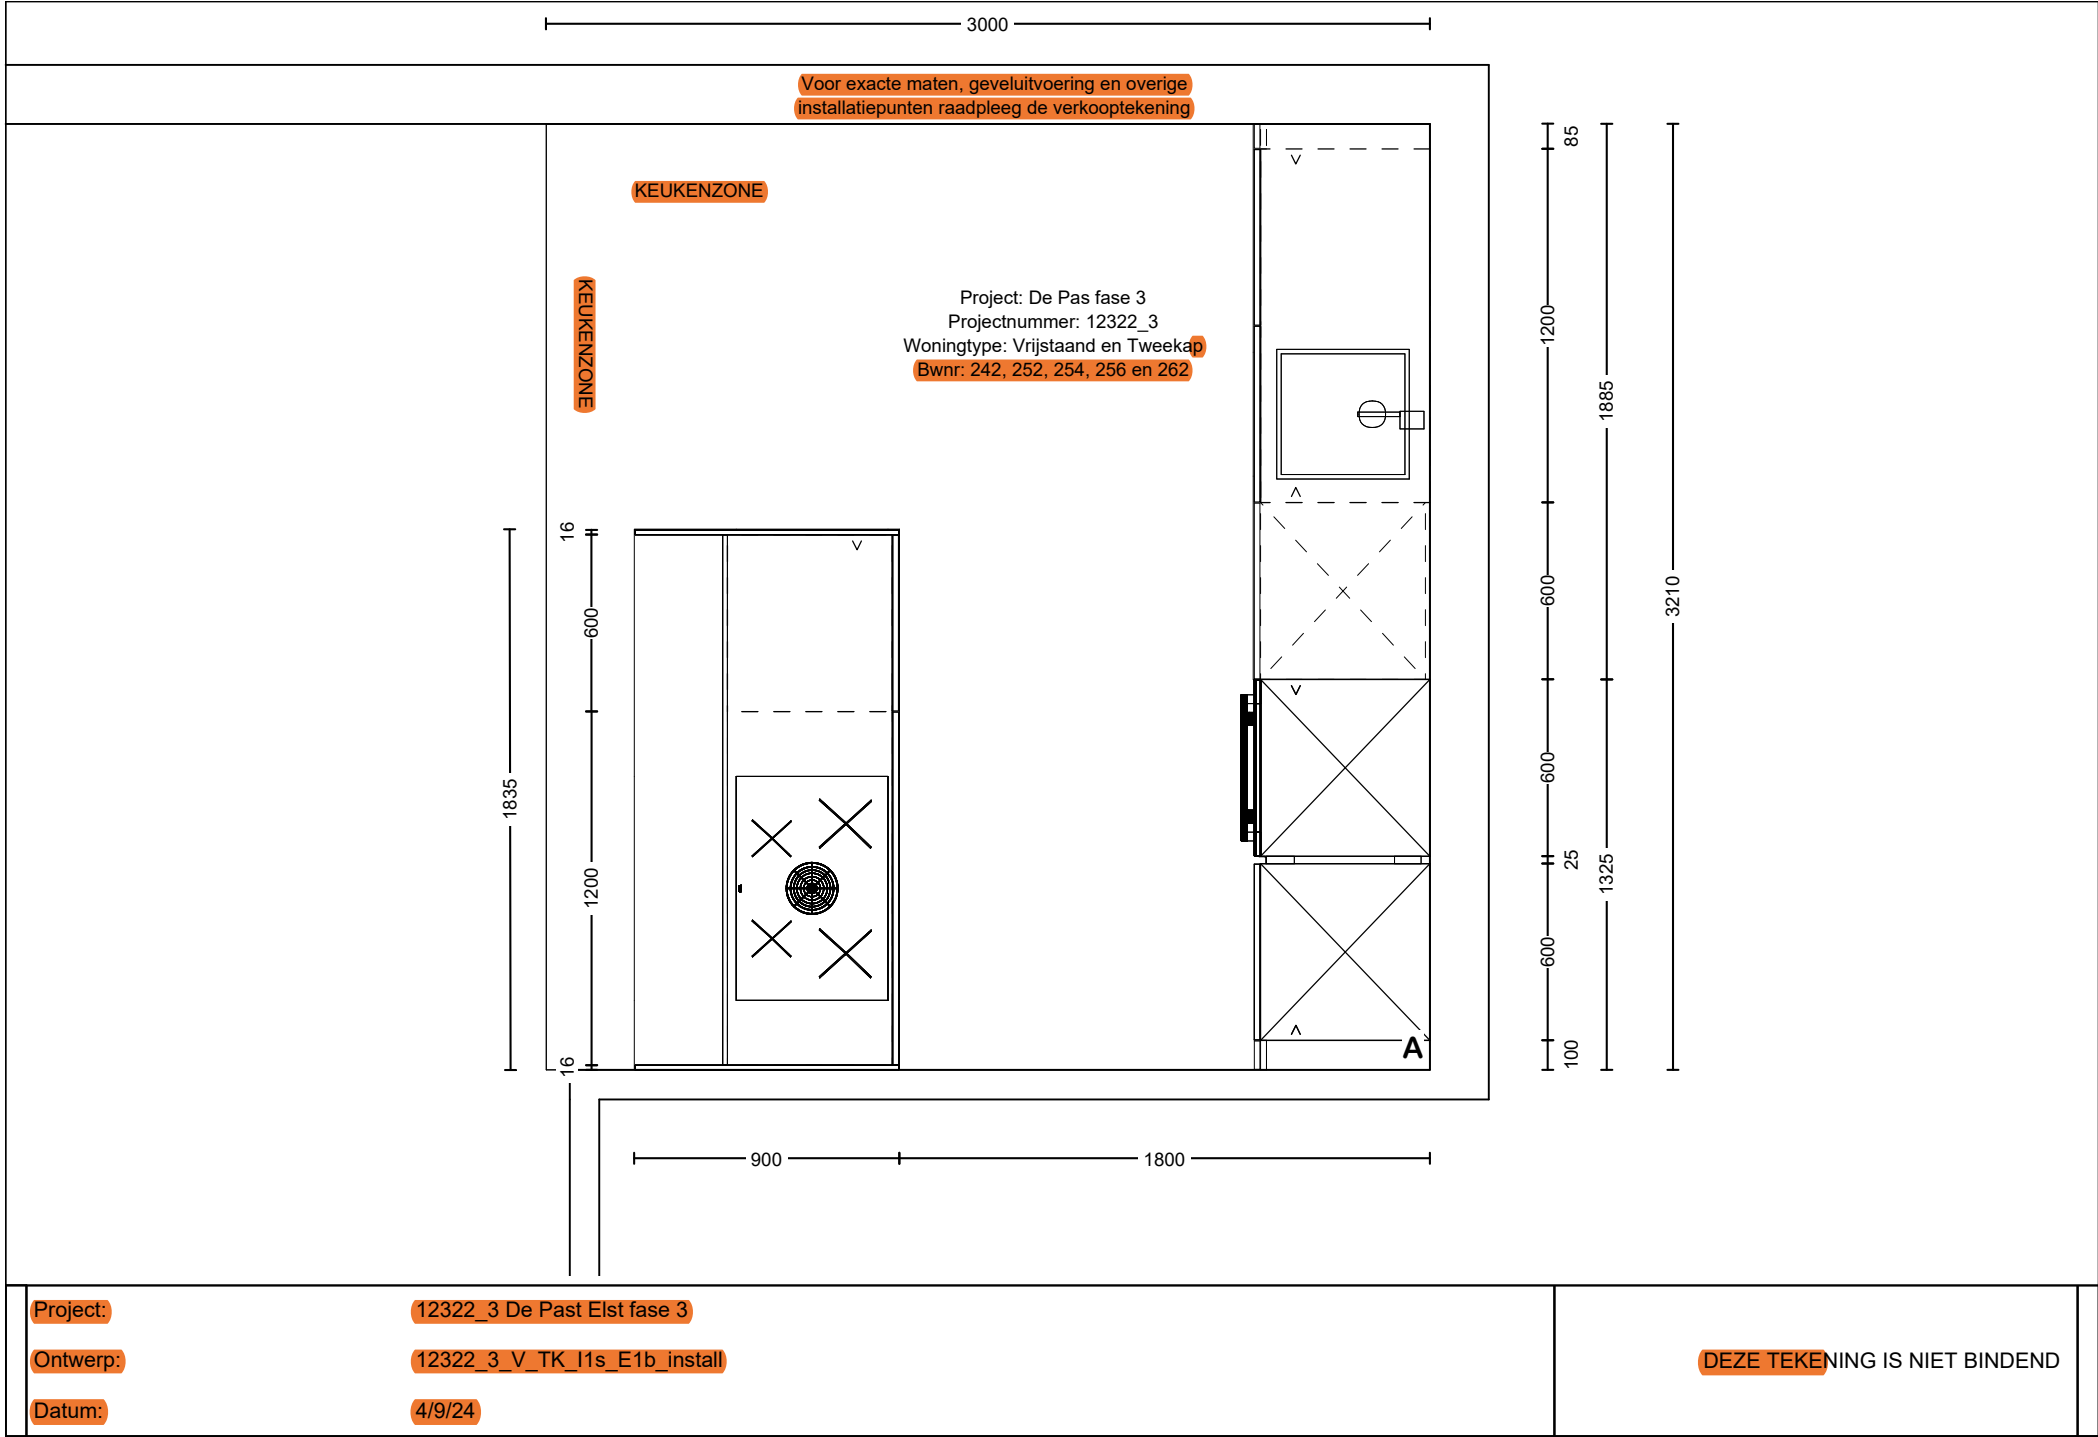 3000
Voor exacte maten, geveluitvoering en overige
installatiepunten raadpleeg de verkooptekening
85
KEUKENZONE
KEUKENZONE
Project: De Pas fase 3
Projectnummer: 12322_3
Woningtype: Vrijstaand en Tweekap
Bwnr: 242, 252, 254, 256 en 262
1200
1885
16
600
600
3210
1835
600
1200
25
1325
600
16
A
100
900
1800
Project: 12322_3 De Past Elst fase 3
Ontwerp: 12322_3_V_TK_I1s_E1b_install
DEZE TEKENING IS NIET BINDEND
Datum: 4/9/24